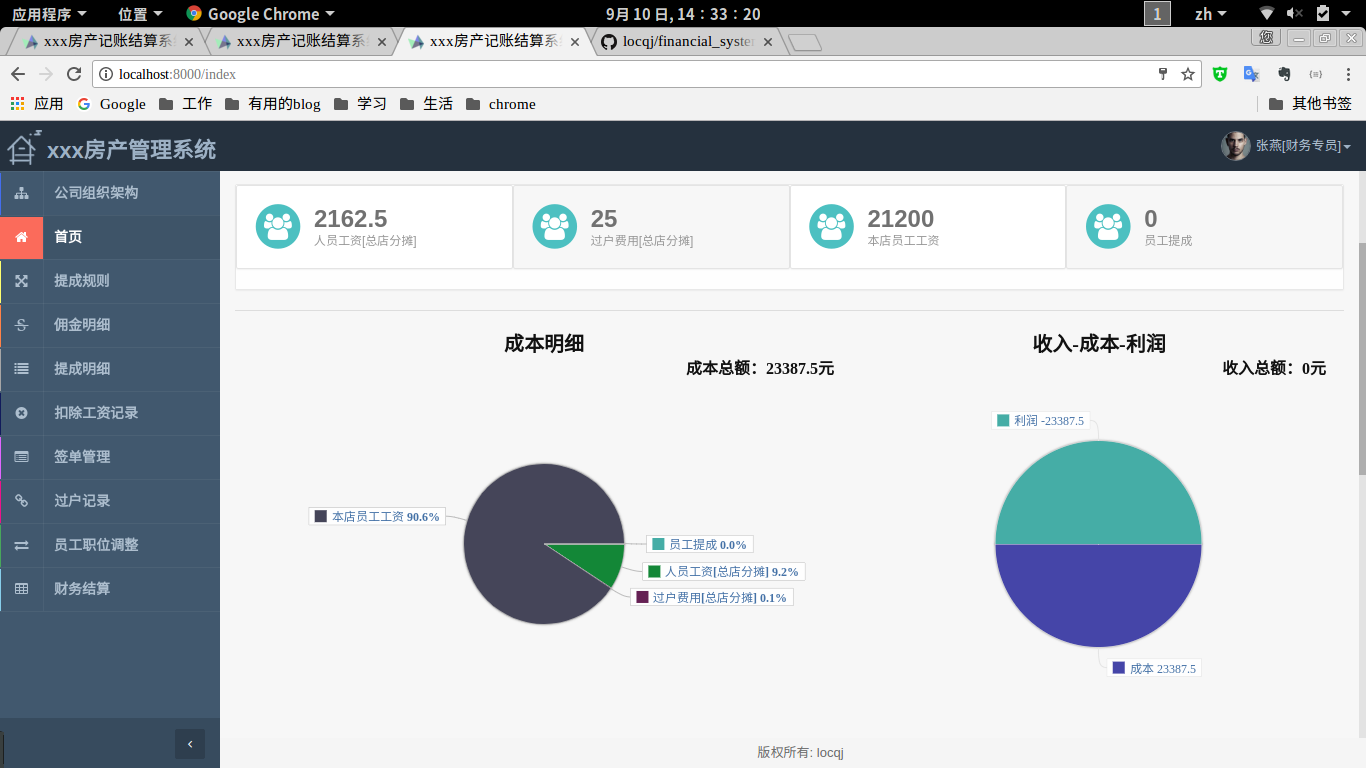 应用程序 位置 Google Chrome 9月 10 日, 14：33：20 1 zh
xxx房产记账结算系 xxx房产记账结算系 xxx房产记账结算系 locqj/financial_syste 您
localhost:8000/index
应用 Google 工作 有用的blog 学习 生活 chrome 其他书签
xxx房产管理系统 张燕[财务专员]
公司组织架构
首页
提成规则
佣金明细
提成明细
扣除工资记录
签单管理
过户记录
员工职位调整
财务结算
2162.5 25 21200 0
人员工资[总店分摊] 过户费用[总店分摊] 本店员工工资 员工提成
成本明细 收入-成本-利润
成本总额：23387.5元 收入总额：0元
利润 -23387.5
本店员工工资 90.6%
员工提成 0.0%
人员工资[总店分摊] 9.2%
过户费用[总店分摊] 0.1%
成本 23387.5
版权所有: locqj